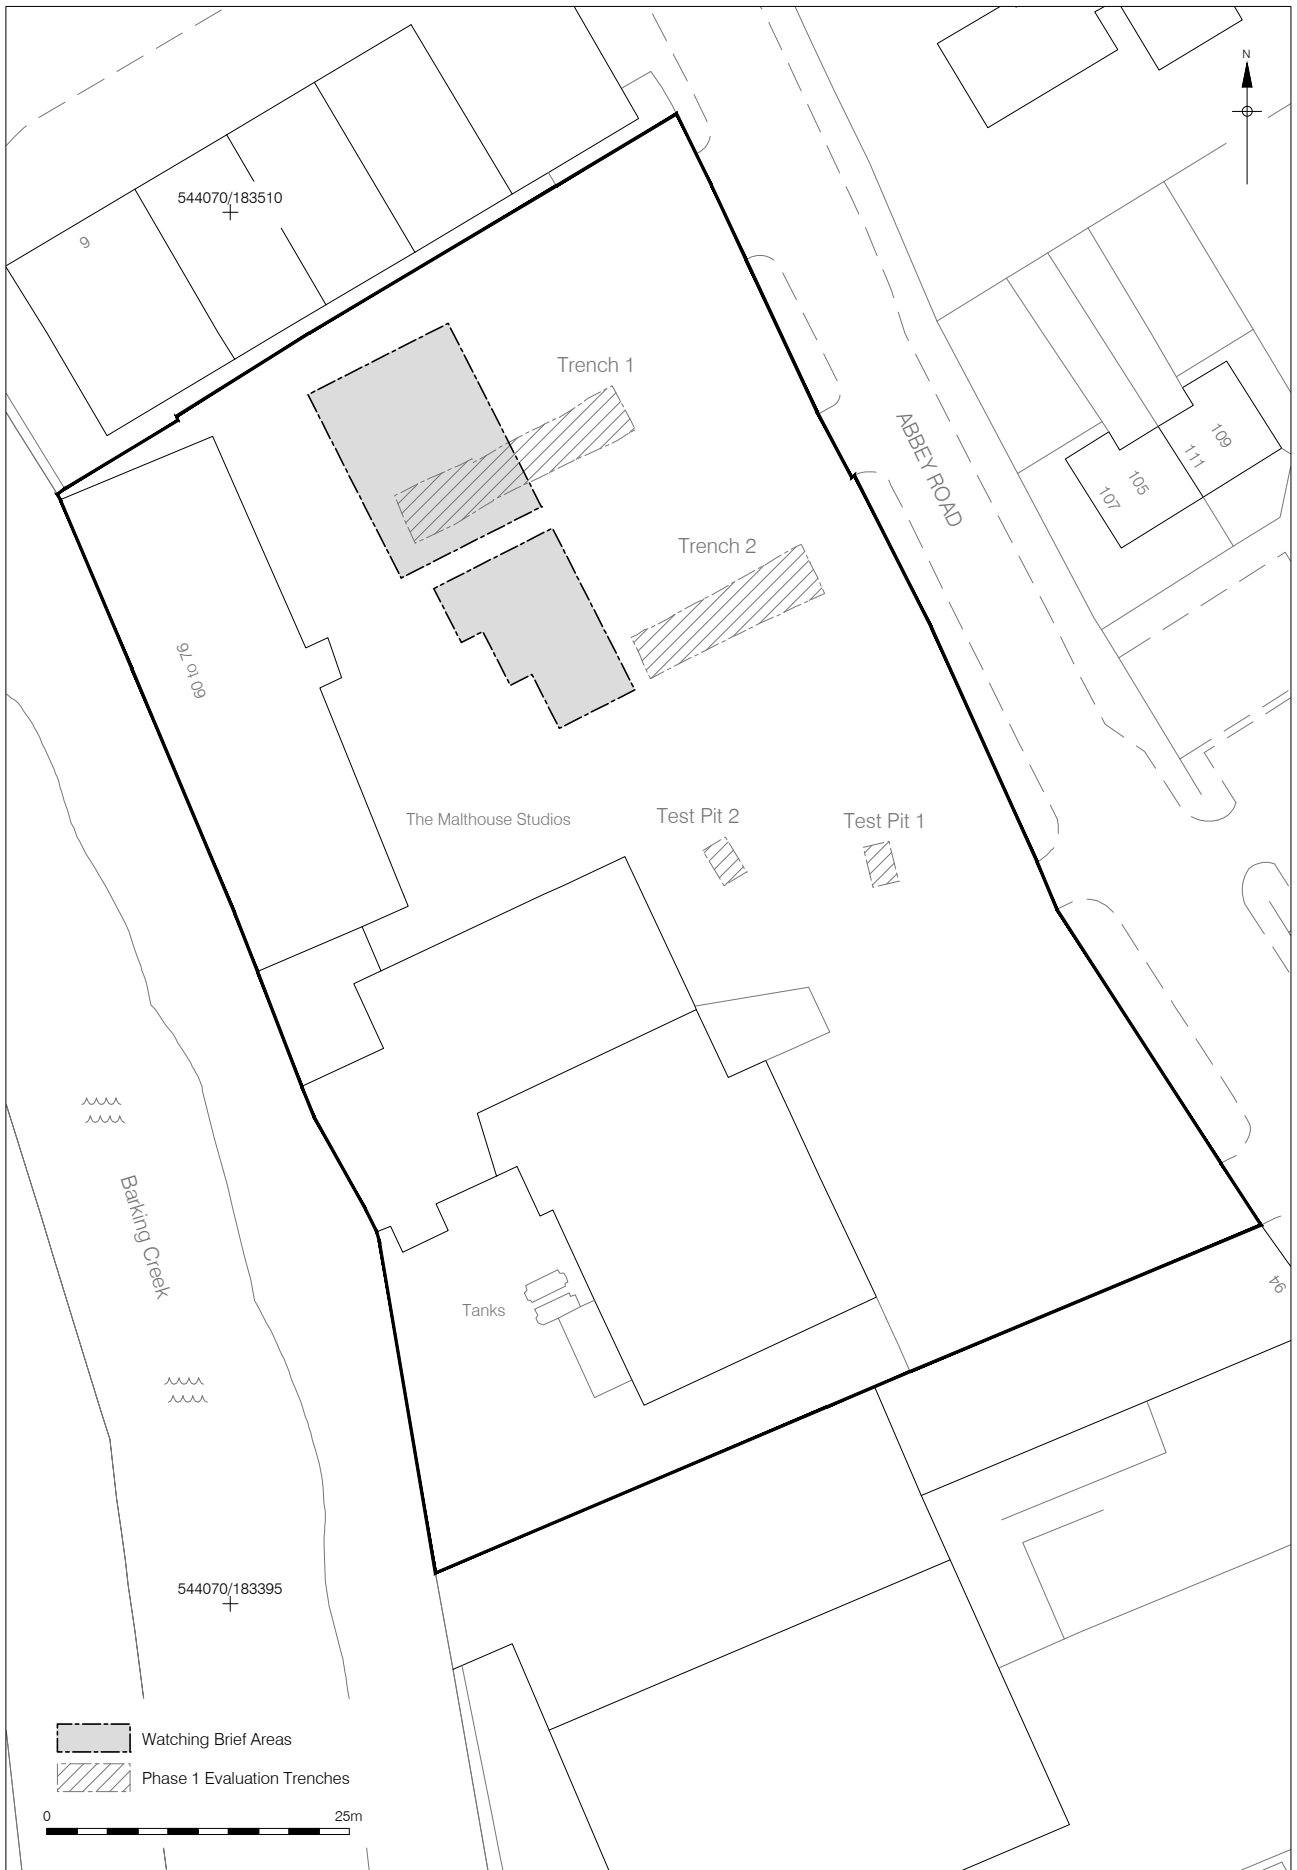 N
544070/183510
9
Trench 1
ABBEY ROAD
109
111
105
107
Trench 2
60 to 76
The Malthouse Studios
Test Pit 2
Test Pit 1
Barking Creek
94
Tanks
544070/183395
Watching Brief Areas
Phase 1 Evaluation Trenches
0 25m